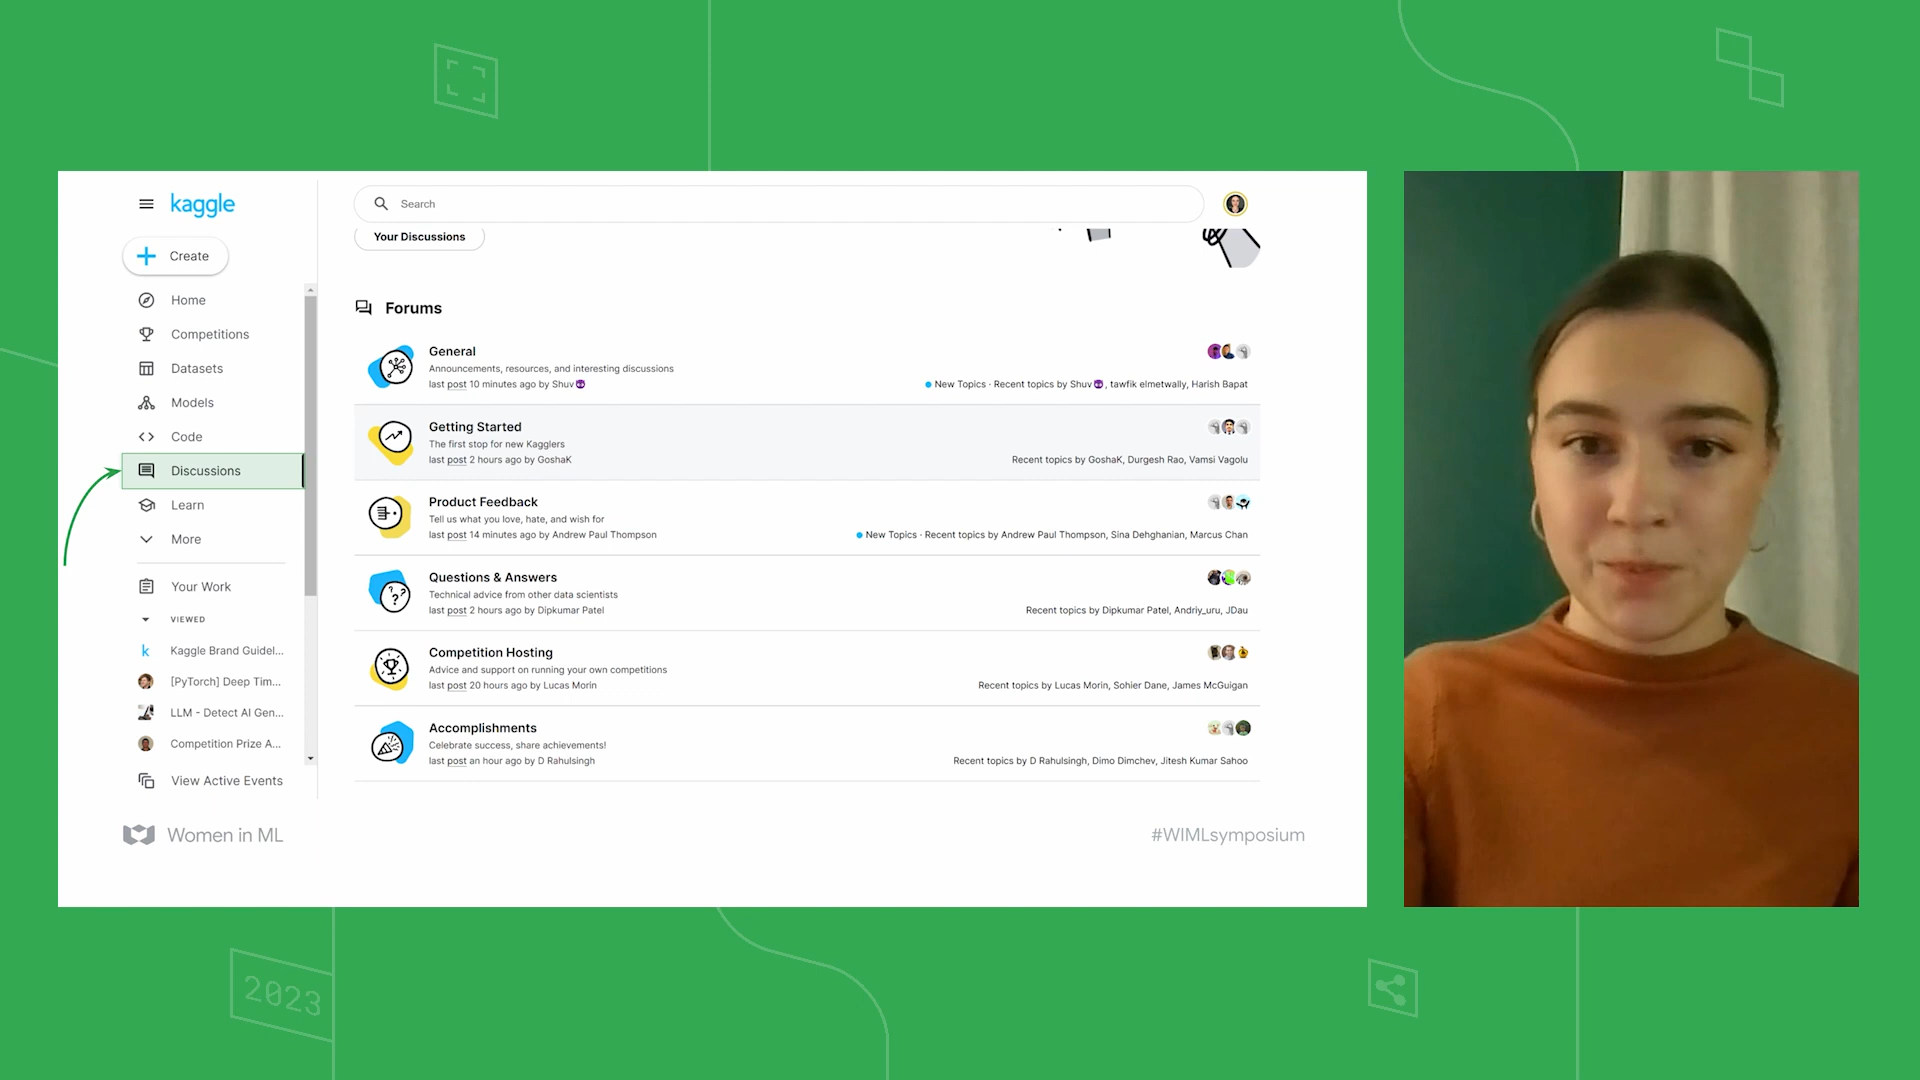 kaggle
Search
Your Discussions
Create
Home
Competitions
Datasets
Models
Code
Discussions
Learn
More
Your Work
VIEWED
Kaggle Brand Guidel...
[PyTorch] Deep Tim...
LLM - Detect AI Gen...
Competition Prize A...
View Active Events
Forums
General
Announcements, resources, and interesting discussions
last post 10 minutes ago by Shuv😈
New Topics · Recent topics by Shuv😈, tawfik elmetwally, Harish Bapat
Getting Started
The first stop for new Kagglers
last post 2 hours ago by GoshaK
Recent topics by GoshaK, Durgesh Rao, Vamsi Vagolu
Product Feedback
Tell us what you love, hate, and wish for
last post 14 minutes ago by Andrew Paul Thompson
New Topics · Recent topics by Andrew Paul Thompson, Sina Dehghanian, Marcus Chan
Questions & Answers
Technical advice from other data scientists
last post 2 hours ago by Dipkumar Patel
Recent topics by Dipkumar Patel, Andriy_uru, JDau
Competition Hosting
Advice and support on running your own competitions
last post 20 hours ago by Lucas Morin
Recent topics by Lucas Morin, Sohier Dane, James McGuigan
Accomplishments
Celebrate success, share achievements!
last post an hour ago by D Rahulsingh
Recent topics by D Rahulsingh, Dimo Dimchev, Jitesh Kumar Sahoo
Women in ML
#WIMLsymposium
2023